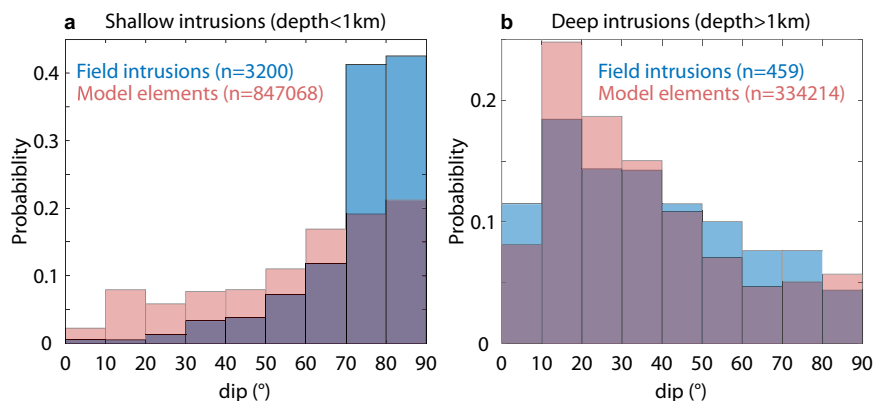 a Shallow intrusions (depth<1km)
Field intrusions (n=3200)
Model elements (n=847068)
0.4
0.3
0.2
0.1
0
Probabiblity
0 10 20 30 40 50 60 70 80 90
dip (°)
b Deep intrusions (depth>1km)
Field intrusions (n=459)
Model elements (n=334214)
0.2
0.1
0
Probability
0 10 20 30 40 50 60 70 80 90
dip (°)